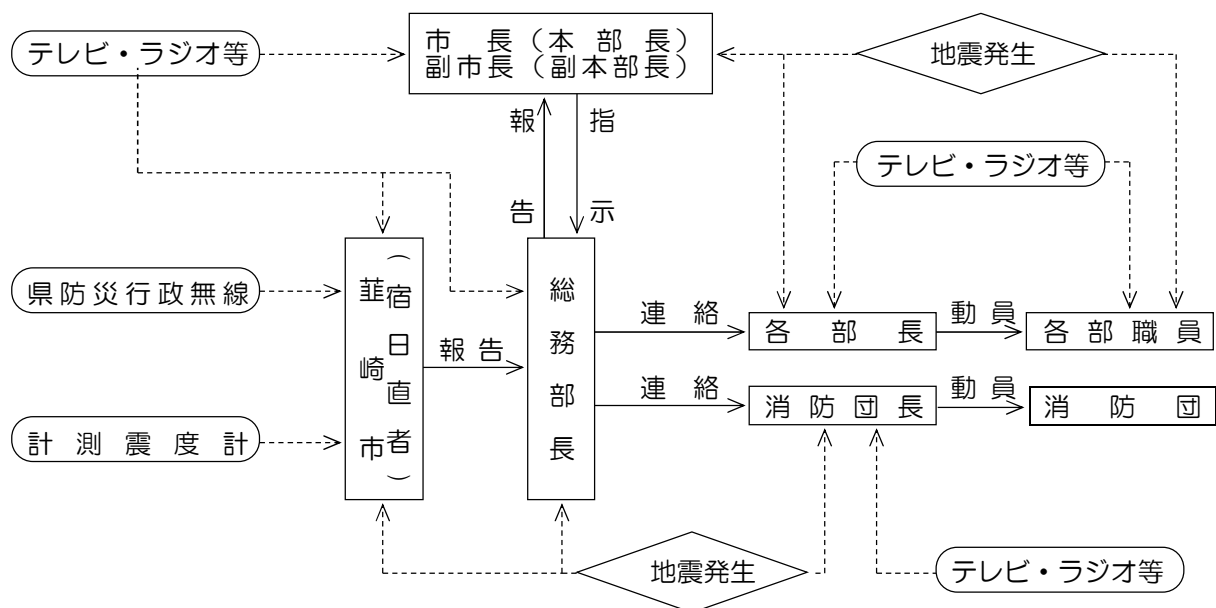 テレビ・ラジオ等
市長（本部長）
副市長（副本部長）
地震発生
報告
指示
テレビ・ラジオ等
県防災行政無線
計測震度計
韮崎市
（宿日直者）
報告
総務部長
連絡
各部長
動員
各部職員
連絡
消防団長
動員
消防団
地震発生
テレビ・ラジオ等